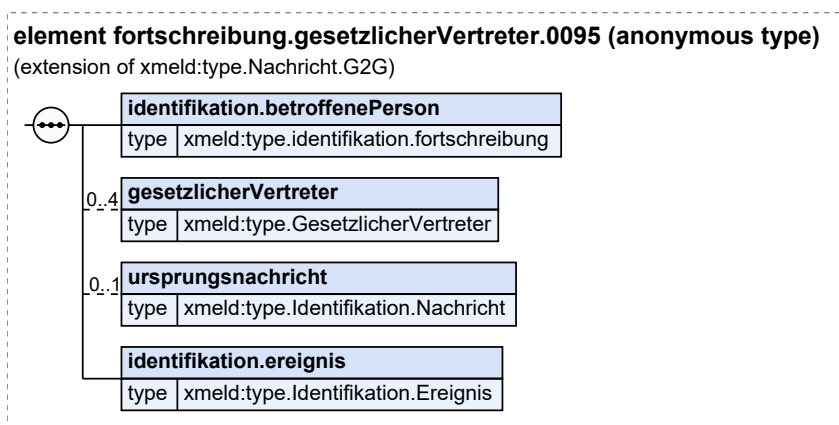 element fortschreibung.gesetzlicherVertreter.0095 (anonymous type)
(extension of xmeld:type.Nachricht.G2G)
identifikation.betroffenePerson
type xmeld:type.identifikation.fortschreibung
0..4 gesetzlicherVertreter
type xmeld:type.GesetzlicherVertreter
0..1 ursprungsnachricht
type xmeld:type.Identifikation.Nachricht
identifikation.ereignis
type xmeld:type.Identifikation.Ereignis